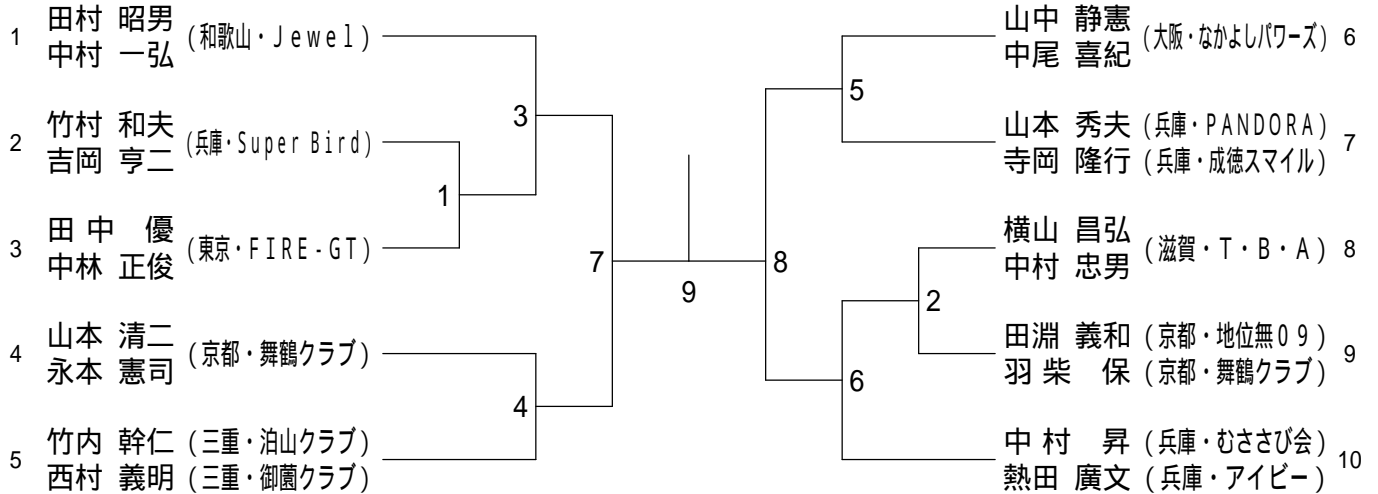 1 田村 昭男 (和歌山・Jewel)
中村 一弘
2 竹村 和夫 (兵庫・Super Bird)
吉岡 亨二
3 田中 優 (東京・FIRE-GT)
中林 正俊
4 山本 清二 (京都・舞鶴クラブ)
永本 憲司
5 竹内 幹仁 (三重・泊山クラブ)
西村 義明 (三重・御薗クラブ)
3
1
7
4
9
山中 静憲 (大阪・なかよしパワーズ) 6
中尾 喜紀
山本 秀夫 (兵庫・PANDORA) 7
寺岡 隆行 (兵庫・成徳スマイル)
横山 昌弘 (滋賀・T・B・A) 8
中村 忠男
田淵 義和 (京都・地位無09) 9
羽柴 保 (京都・舞鶴クラブ)
中村 昇 (兵庫・むささび会) 10
熱田 廣文 (兵庫・アイビー)
5
8
2
6